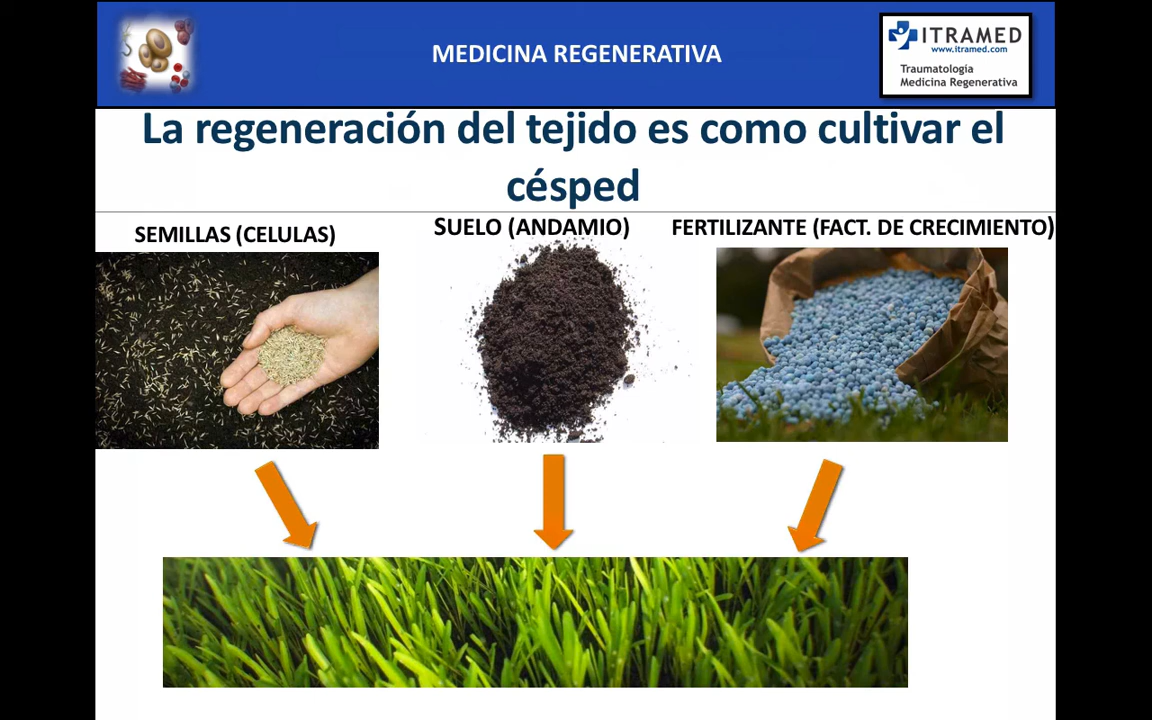 MEDICINA REGENERATIVA
ITRAMED
www.itramed.com
Traumatología
Medicina Regenerativa
La regeneración del tejido es como cultivar el
césped
SEMILLAS (CELULAS)
SUELO (ANDAMIO)
FERTILIZANTE (FACT. DE CRECIMIENTO)